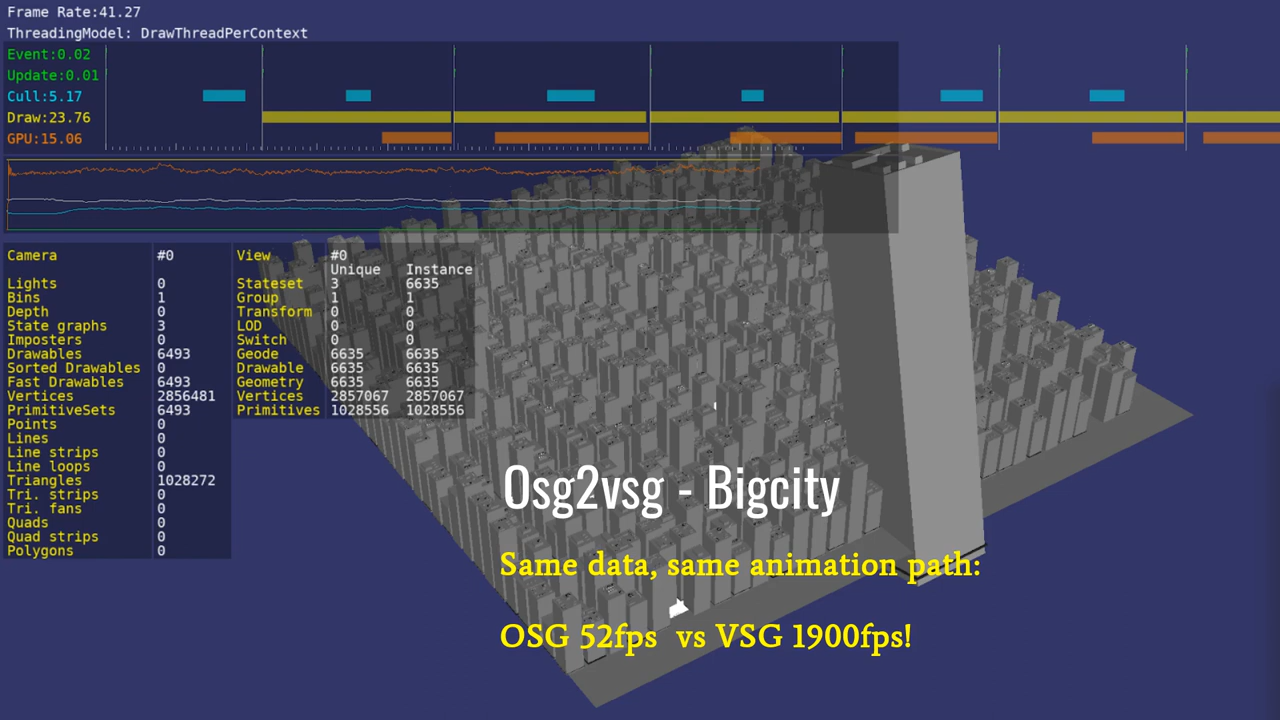 Frame Rate:41.27
ThreadingModel: DrawThreadPerContext
Event:0.02
Update:0.01
Cull:5.17
Draw:23.76
GPU:15.06
Camera #0 View #0
Unique Instance
Lights 0 Stateset 3 6635
Bins 1 Group 1 1
Depth 0 Transform 0 0
State graphs 3 LOD 0 0
Imposters 0 Switch 0 0
Drawables 6493 Geode 6635 6635
Sorted Drawables 0 Drawable 6635 6635
Fast Drawables 6493 Geometry 6635 6635
Vertices 2856481 Vertices 2857067 2857067
PrimitiveSets 6493 Primitives 1028556 1028556
Points 0
Lines 0
Line strips 0
Line loops 0
Triangles 1028272
Tri. strips 0
Tri. fans 0
Quads 0
Quad strips 0
Polygons 0
Osg2vsg - Bigcity
Same data, same animation path:
OSG 52fps vs VSG 1900fps!